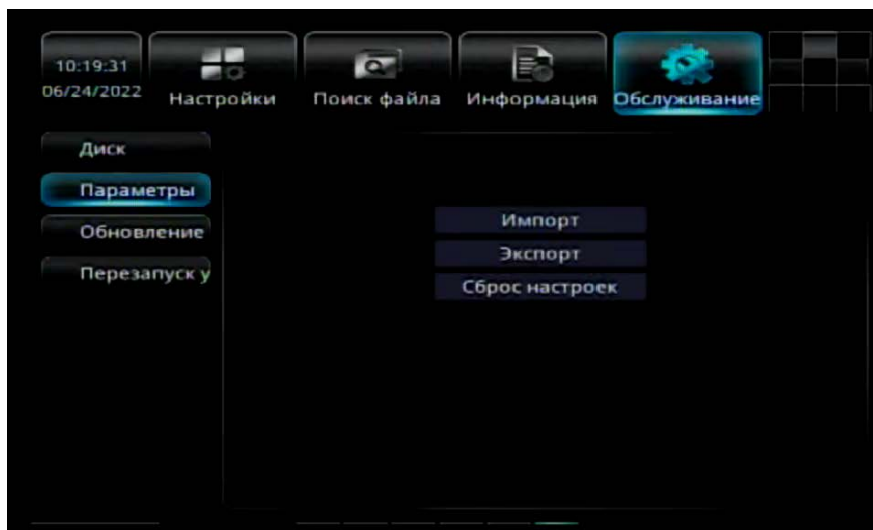 10:19:31
06/24/2022
Настройки
Поиск файла
Информация
Обслуживание
Диск
Параметры
Обновление
Перезапуск у
Импорт
Экспорт
Сброс настроек